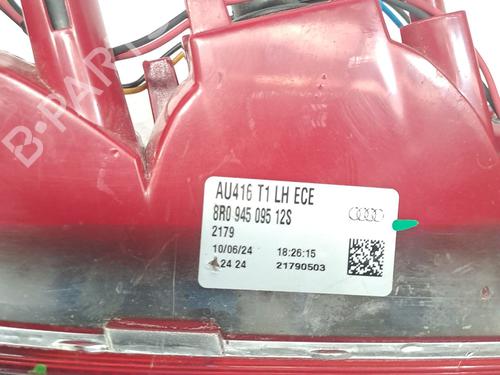 B-PARTS
AU416 T1 LH ECE
8R0 945 095 12S
2179
10/06/24 18:26:15
24 24 21790503